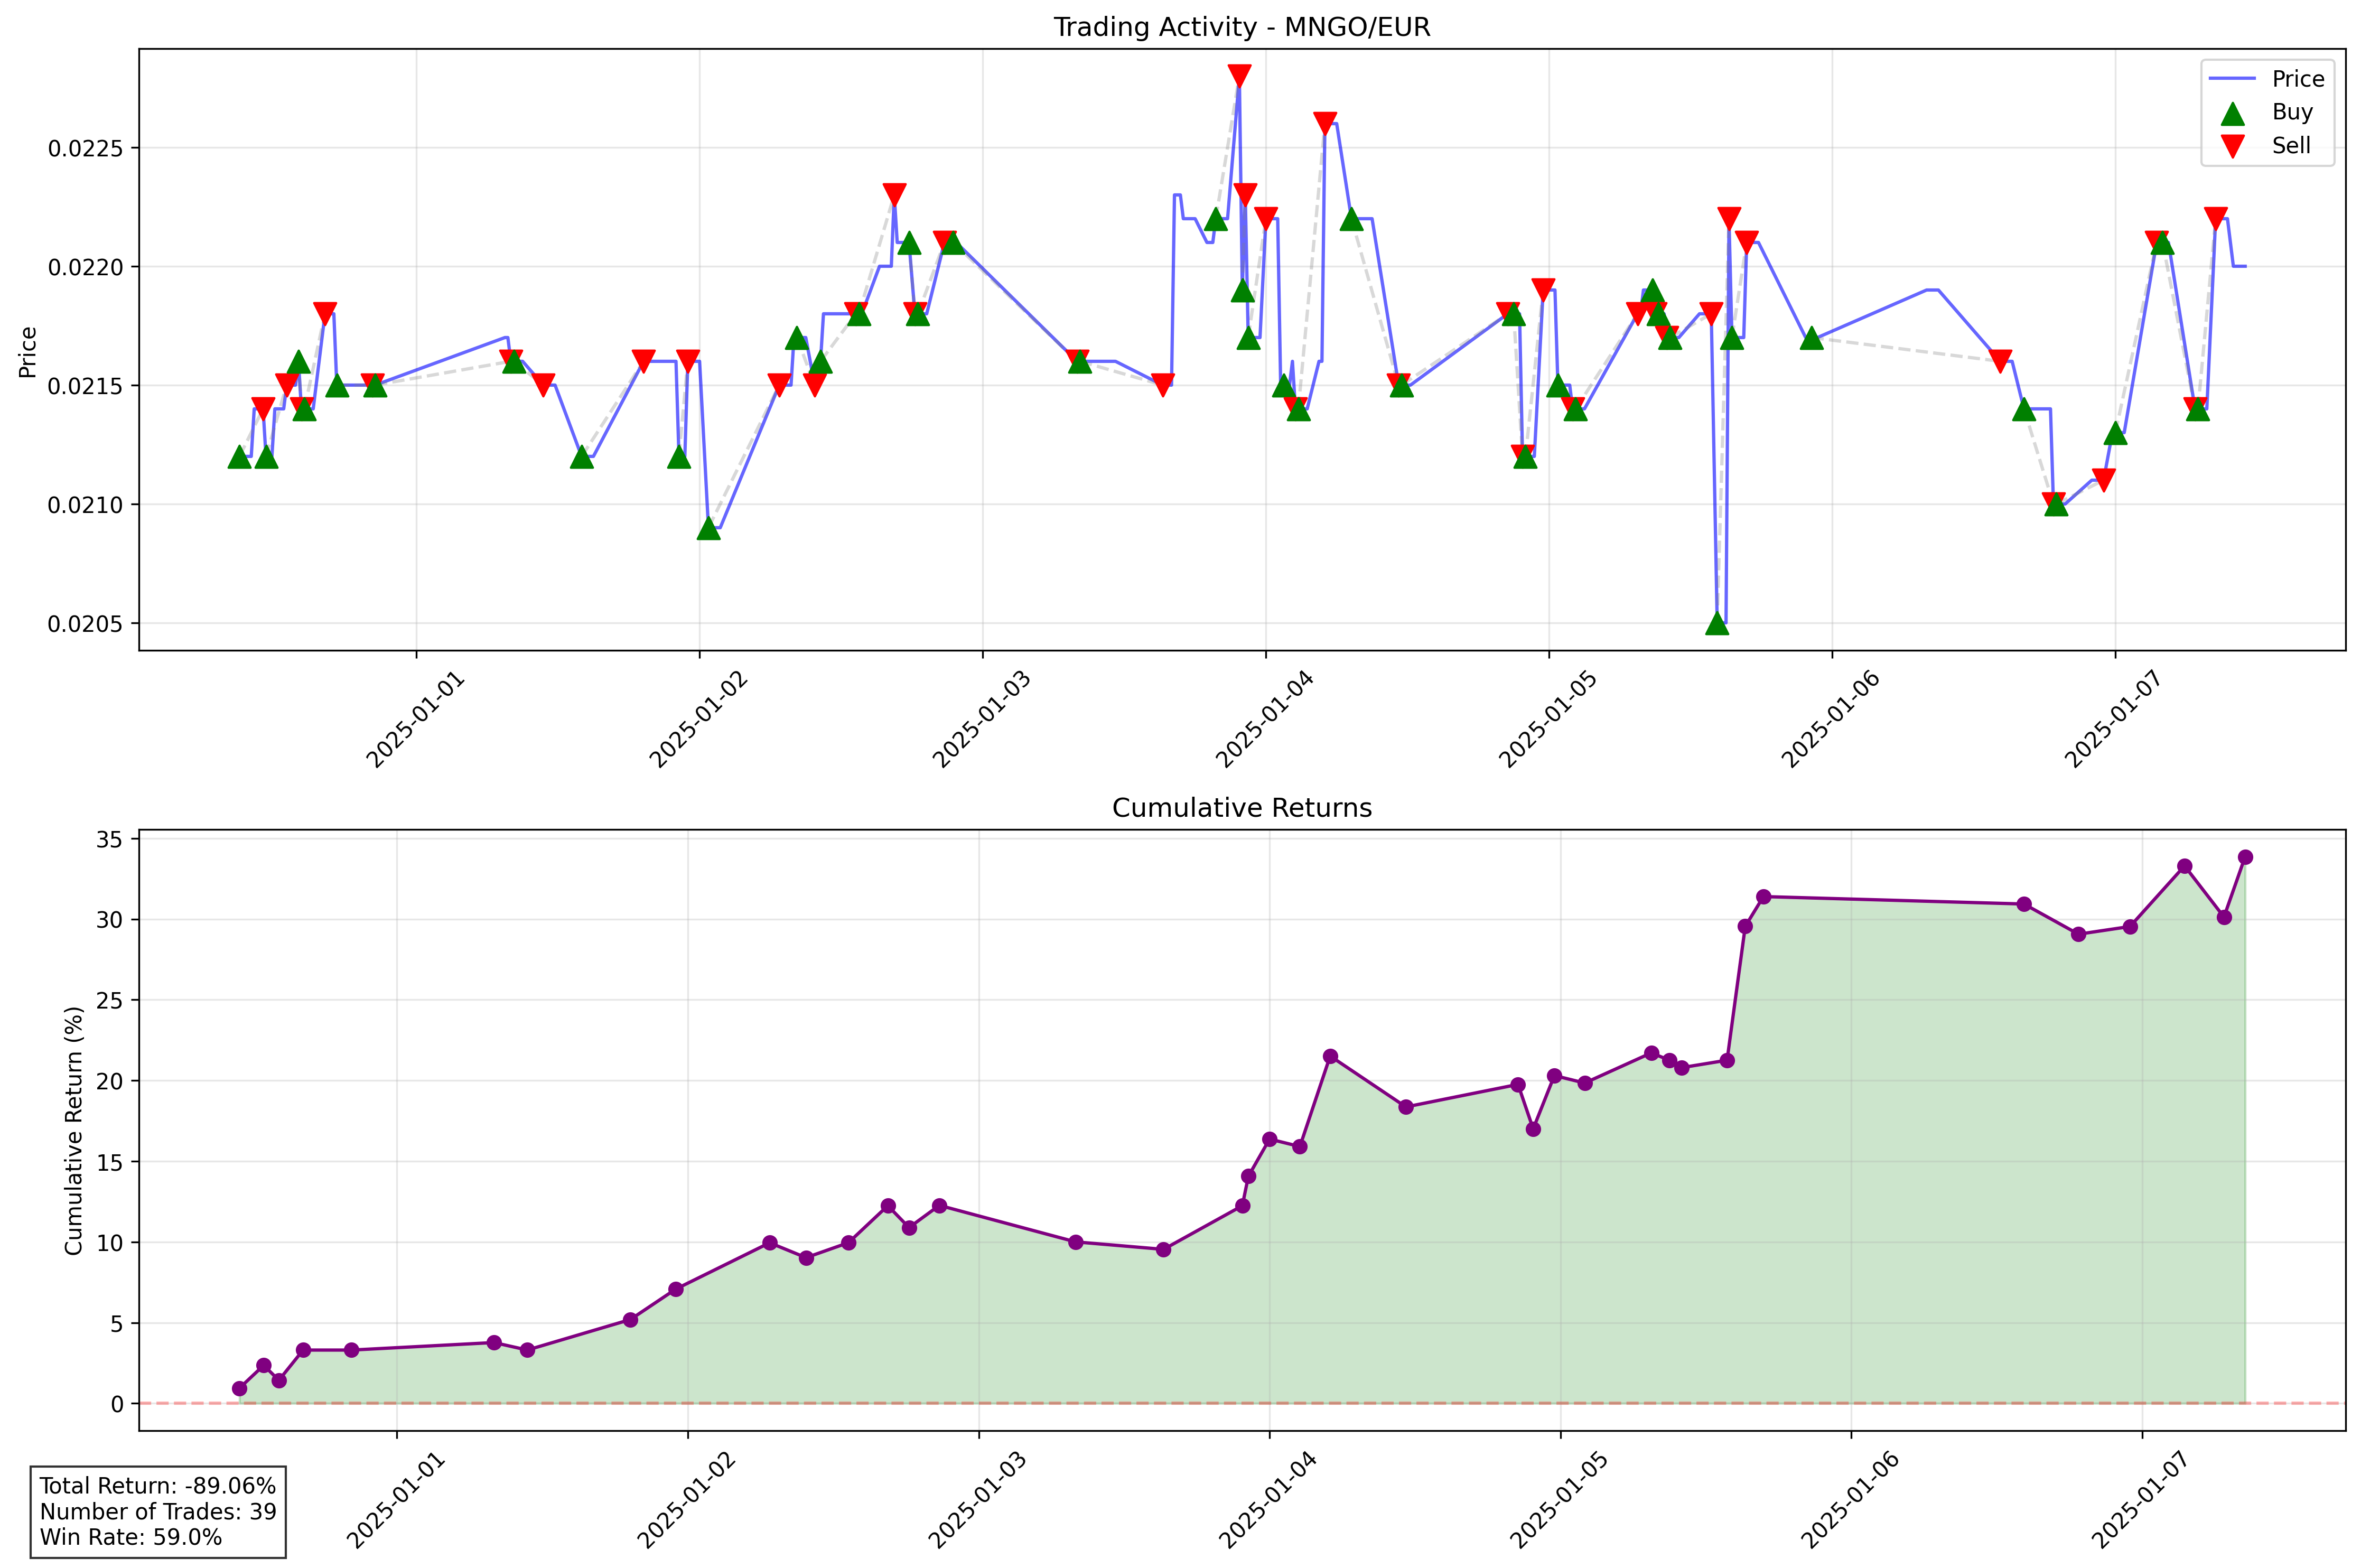 Trading Activity - MNGO/EUR
Price
0.0225
0.0220
0.0215
0.0210
0.0205
Price
Buy
Sell
2025-01-01
2025-01-02
2025-01-03
2025-01-04
2025-01-05
2025-01-06
2025-01-07
Cumulative Returns
Cumulative Return (%)
35
30
25
20
15
10
5
0
2025-01-01
2025-01-02
2025-01-03
2025-01-04
2025-01-05
2025-01-06
2025-01-07
Total Return: -89.06%
Number of Trades: 39
Win Rate: 59.0%